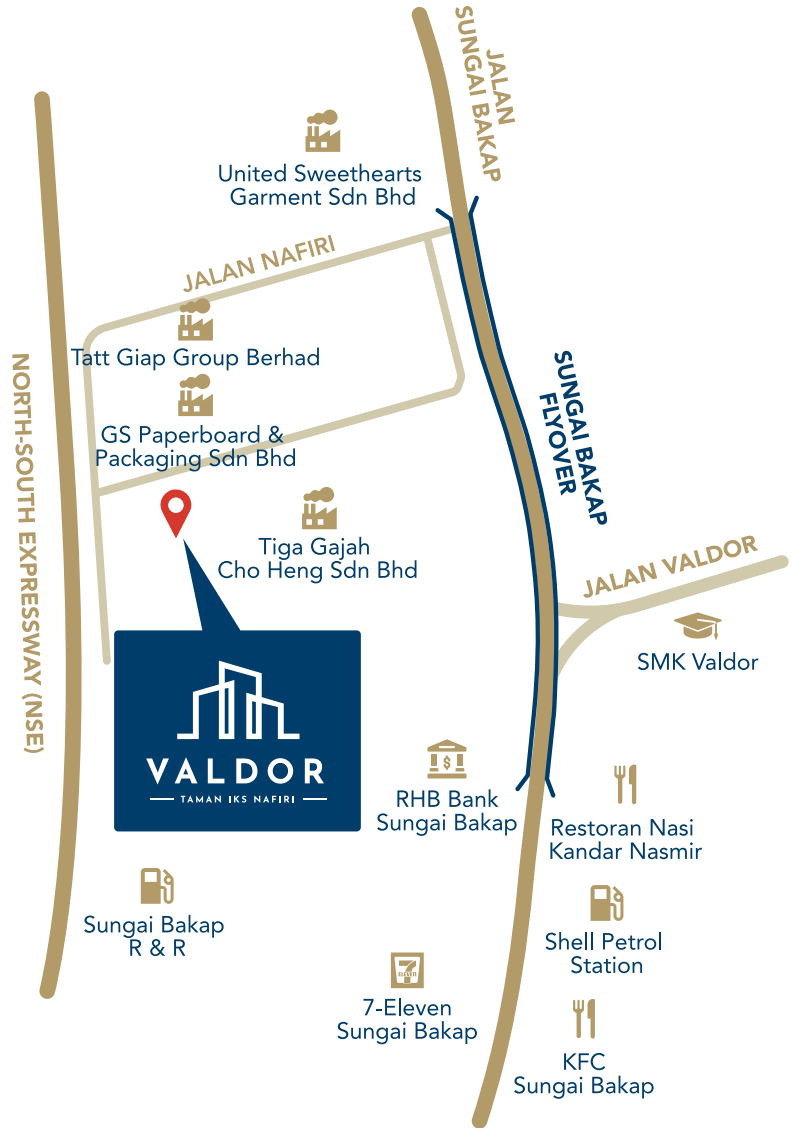 JALAN
SUNGAI BAKAP
United Sweethearts
Garment Sdn Bhd
JALAN NAFIRI
Tatt Giap Group Berhad
NORTH-SOUTH EXPRESSWAY (NSE)
GS Paperboard &
Packaging Sdn Bhd
SUNGAI BAKAP
FLYOVER
Tiga Gajah
Cho Heng Sdn Bhd
JALAN VALDOR
SMK Valdor
VALDOR
TAMAN IKS NAFIRI
$
RHB Bank
Sungai Bakap
Restoran Nasi
Kandar Nasmir
Sungai Bakap
R & R
Shell Petrol
Station
7
ELEVEN
7-Eleven
Sungai Bakap
KFC
Sungai Bakap